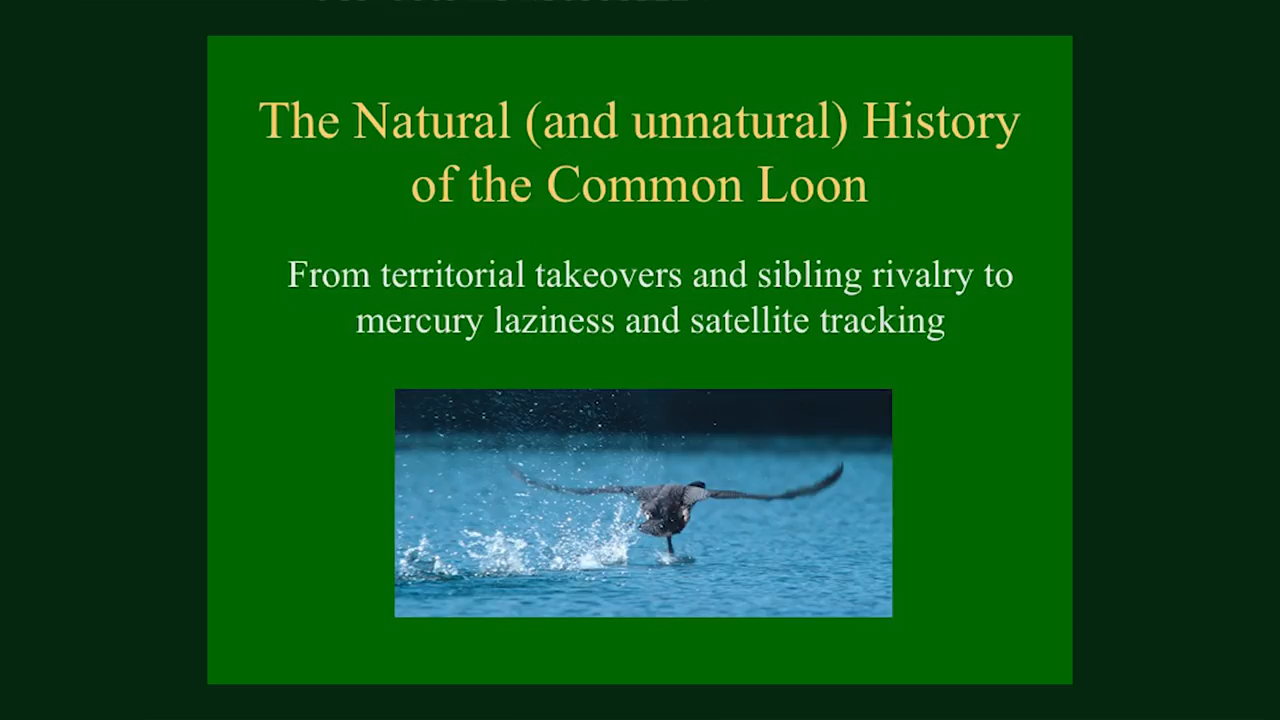 The Natural (and unnatural) History
of the Common Loon
From territorial takeovers and sibling rivalry to
mercury laziness and satellite tracking